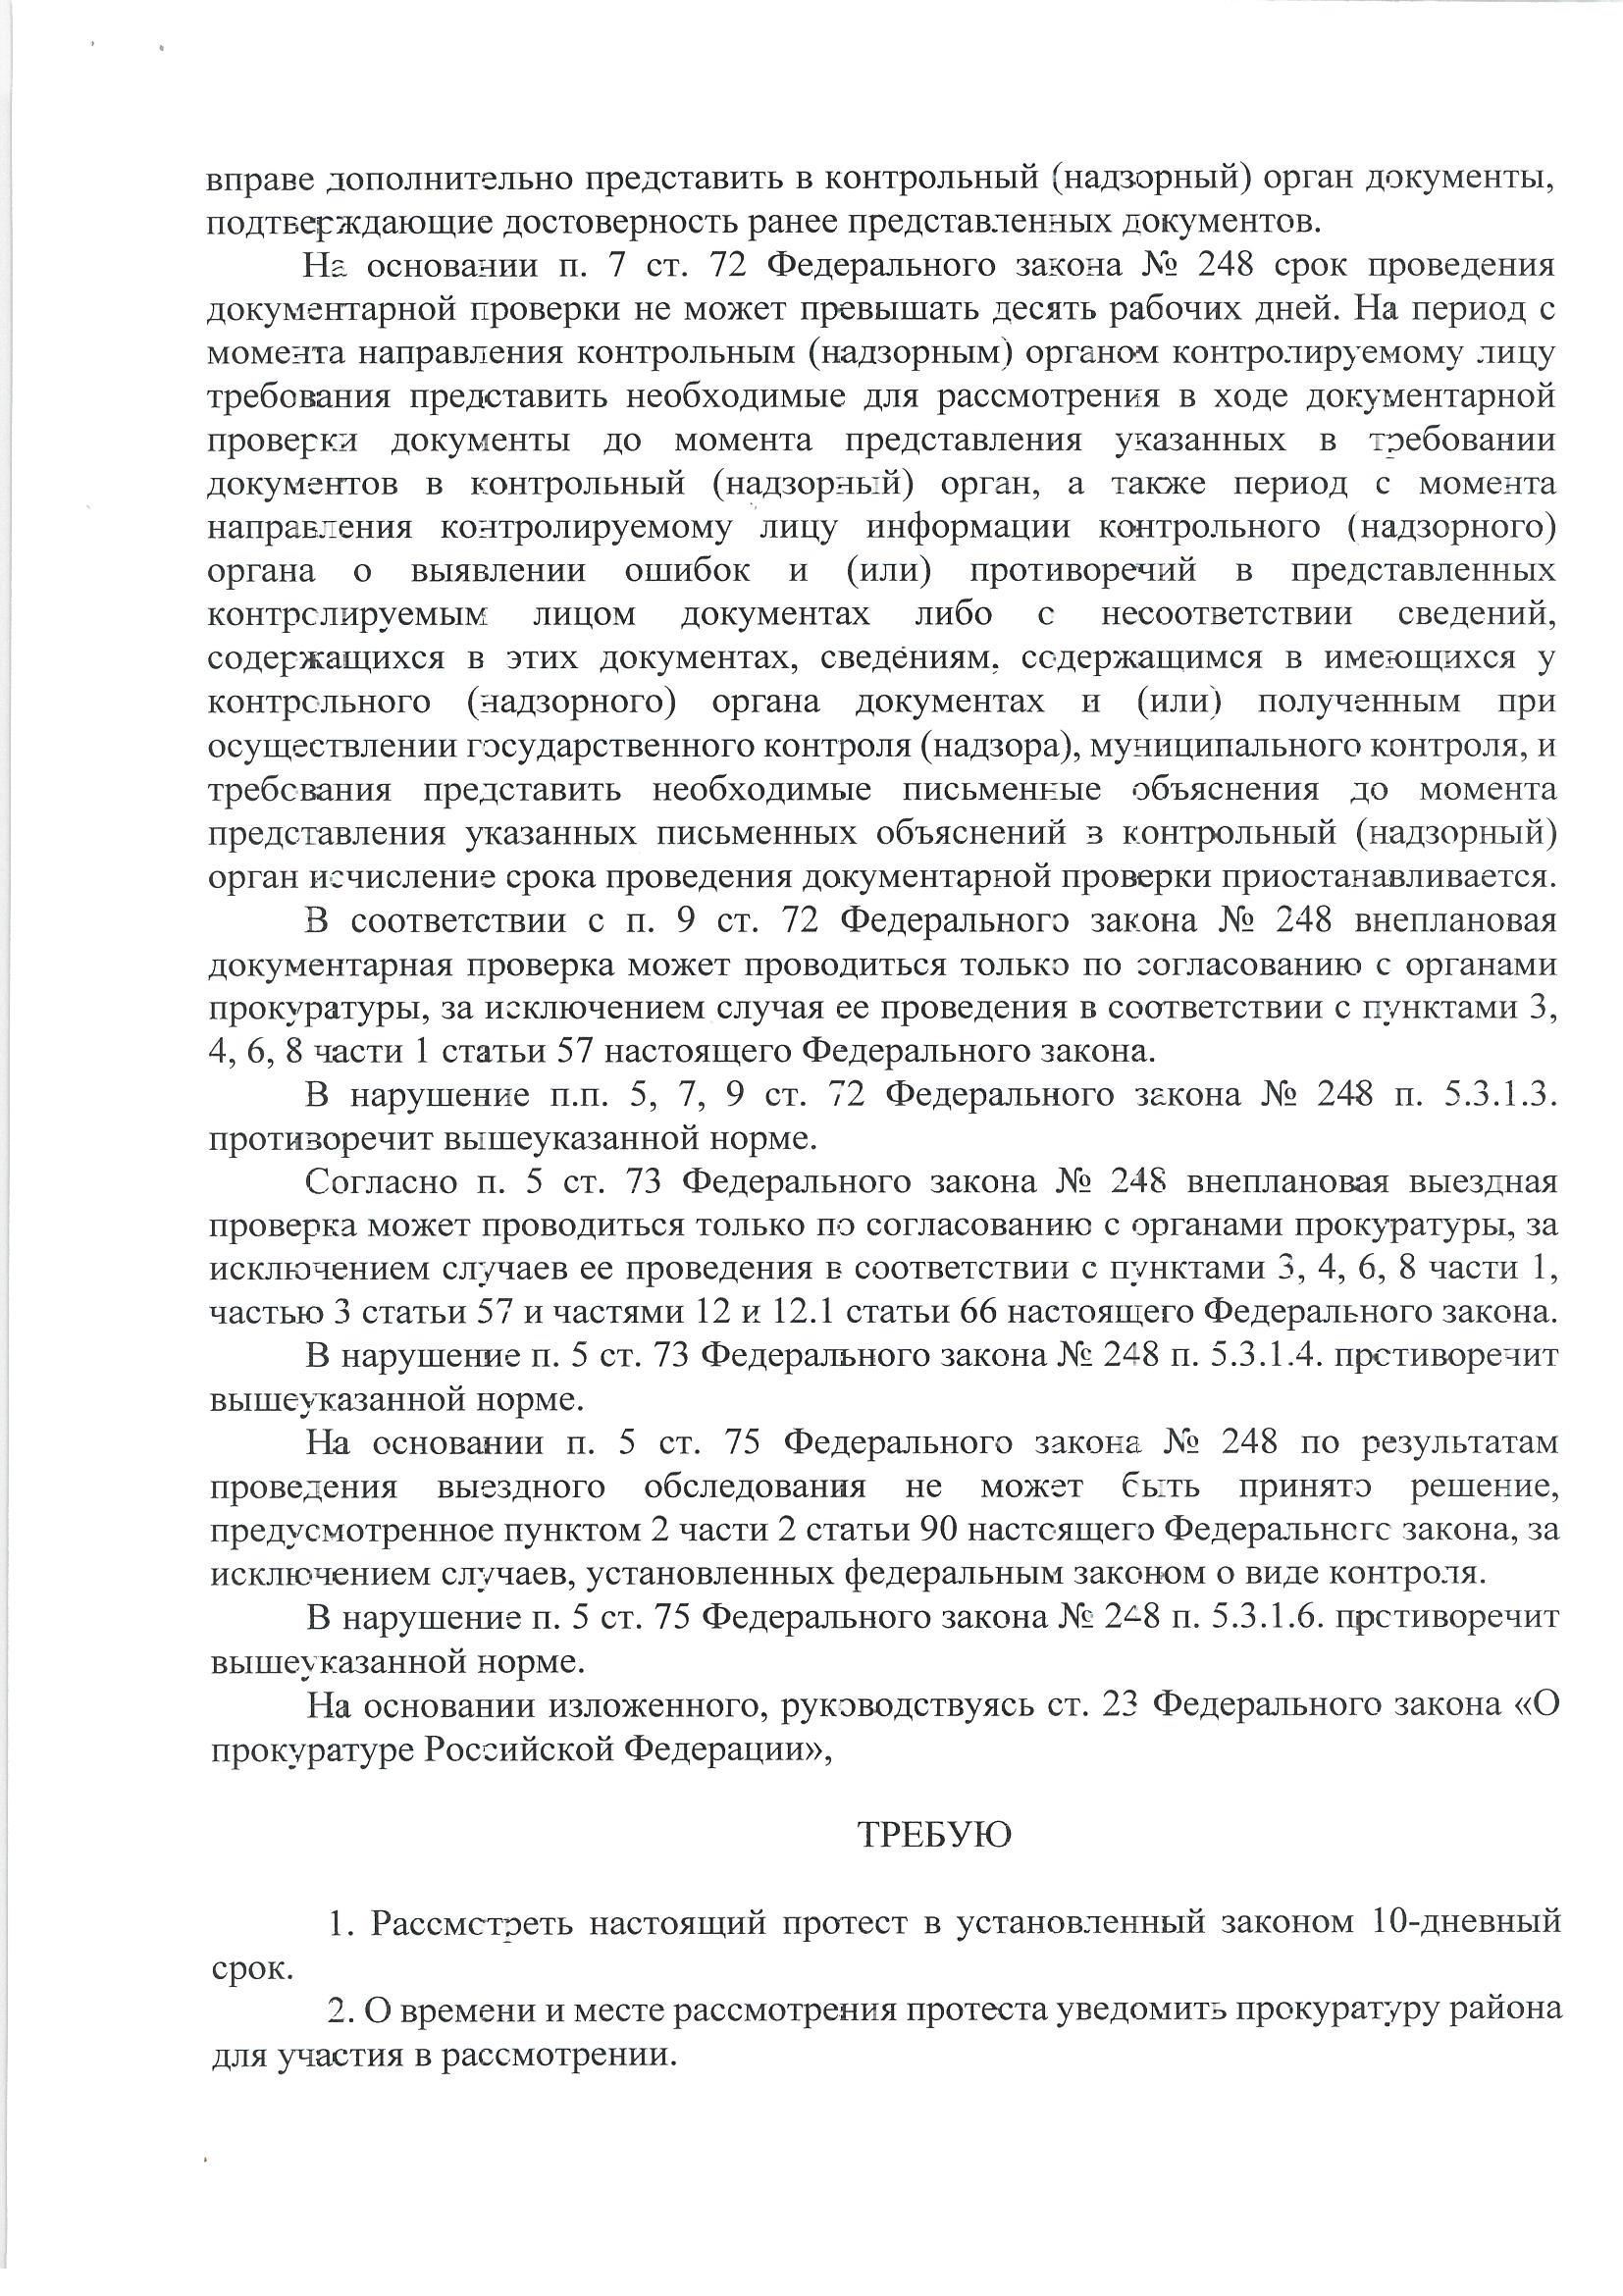 вправе дополнительно представить в контрольный (надзорный) орган документы,
подтверждающие достоверность ранее представленных документов.
На основании п. 7 ст. 72 Федерального закона № 248 срок проведения
документарной проверки не может превышать десять рабочих дней. На период с
момента направления контрольным (надзорным) органом контролируемому лицу
требования представить необходимые для рассмотрения в ходе документарной
проверки документы до момента представления указанных в требовании
документов в контрольный (надзорный) орган, а также период с момента
направления контролируемому лицу информации контрольного (надзорного)
органа о выявлении ошибок и (или) противоречий в представленных
контролируемым лицом документах либо о несоответствии сведений,
содержащихся в этих документах, сведениям, содержащимся в имеющихся у
контрольного (надзорного) органа документах и (или) полученным при
осуществлении государственного контроля (надзора), муниципального контроля, и
требования представить необходимые письменные объяснения до момента
представления указанных письменных объяснений в контрольный (надзорный)
орган исчисление срока проведения документарной проверки приостанавливается.
В соответствии с п. 9 ст. 72 Федерального закона № 248 внеплановая
документарная проверка может проводиться только по согласованию с органами
прокуратуры, за исключением случая ее проведения в соответствии с пунктами 3,
4, 6, 8 части 1 статьи 57 настоящего Федерального закона.
В нарушение п.п. 5, 7, 9 ст. 72 Федерального закона № 248 п. 5.3.1.3.
противоречит вышеуказанной норме.
Согласно п. 5 ст. 73 Федерального закона № 248 внеплановая выездная
проверка может проводиться только по согласованию с органами прокуратуры, за
исключением случаев ее проведения в соответствии с пунктами 3, 4, 6, 8 части 1,
частью 3 статьи 57 и частями 12 и 12.1 статьи 66 настоящего Федерального закона.
В нарушение п. 5 ст. 73 Федерального закона № 248 п. 5.3.1.4. противоречит
вышеуказанной норме.
На основании п. 5 ст. 75 Федерального закона № 248 по результатам
проведения выездного обследования не может быть принято решение,
предусмотренное пунктом 2 части 2 статьи 90 настоящего Федерального закона, за
исключением случаев, установленных федеральным законом о виде контроля.
В нарушение п. 5 ст. 75 Федерального закона № 248 п. 5.3.1.6. противоречит
вышеуказанной норме.
На основании изложенного, руководствуясь ст. 23 Федерального закона «О
прокуратуре Российской Федерации»,
ТРЕБУЮ
1. Рассмотреть настоящий протест в установленный законом 10-дневный
срок.
2. О времени и месте рассмотрения протеста уведомить прокуратуру района
для участия в рассмотрении.